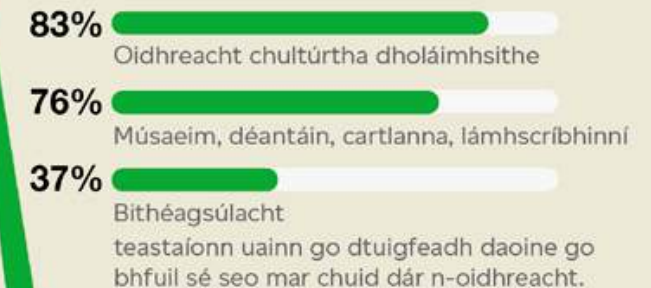 83%
Oidhreacht chultúrtha dholáimhsithe
76%
Músaeim, déantáin, cartlanna, lámhscríbhinní
37%
Bithéagsúlacht
teastaíonn uainn go dtuigfeadh daoine go
bhfuil sé seo mar chuid dár n-oidhreacht.